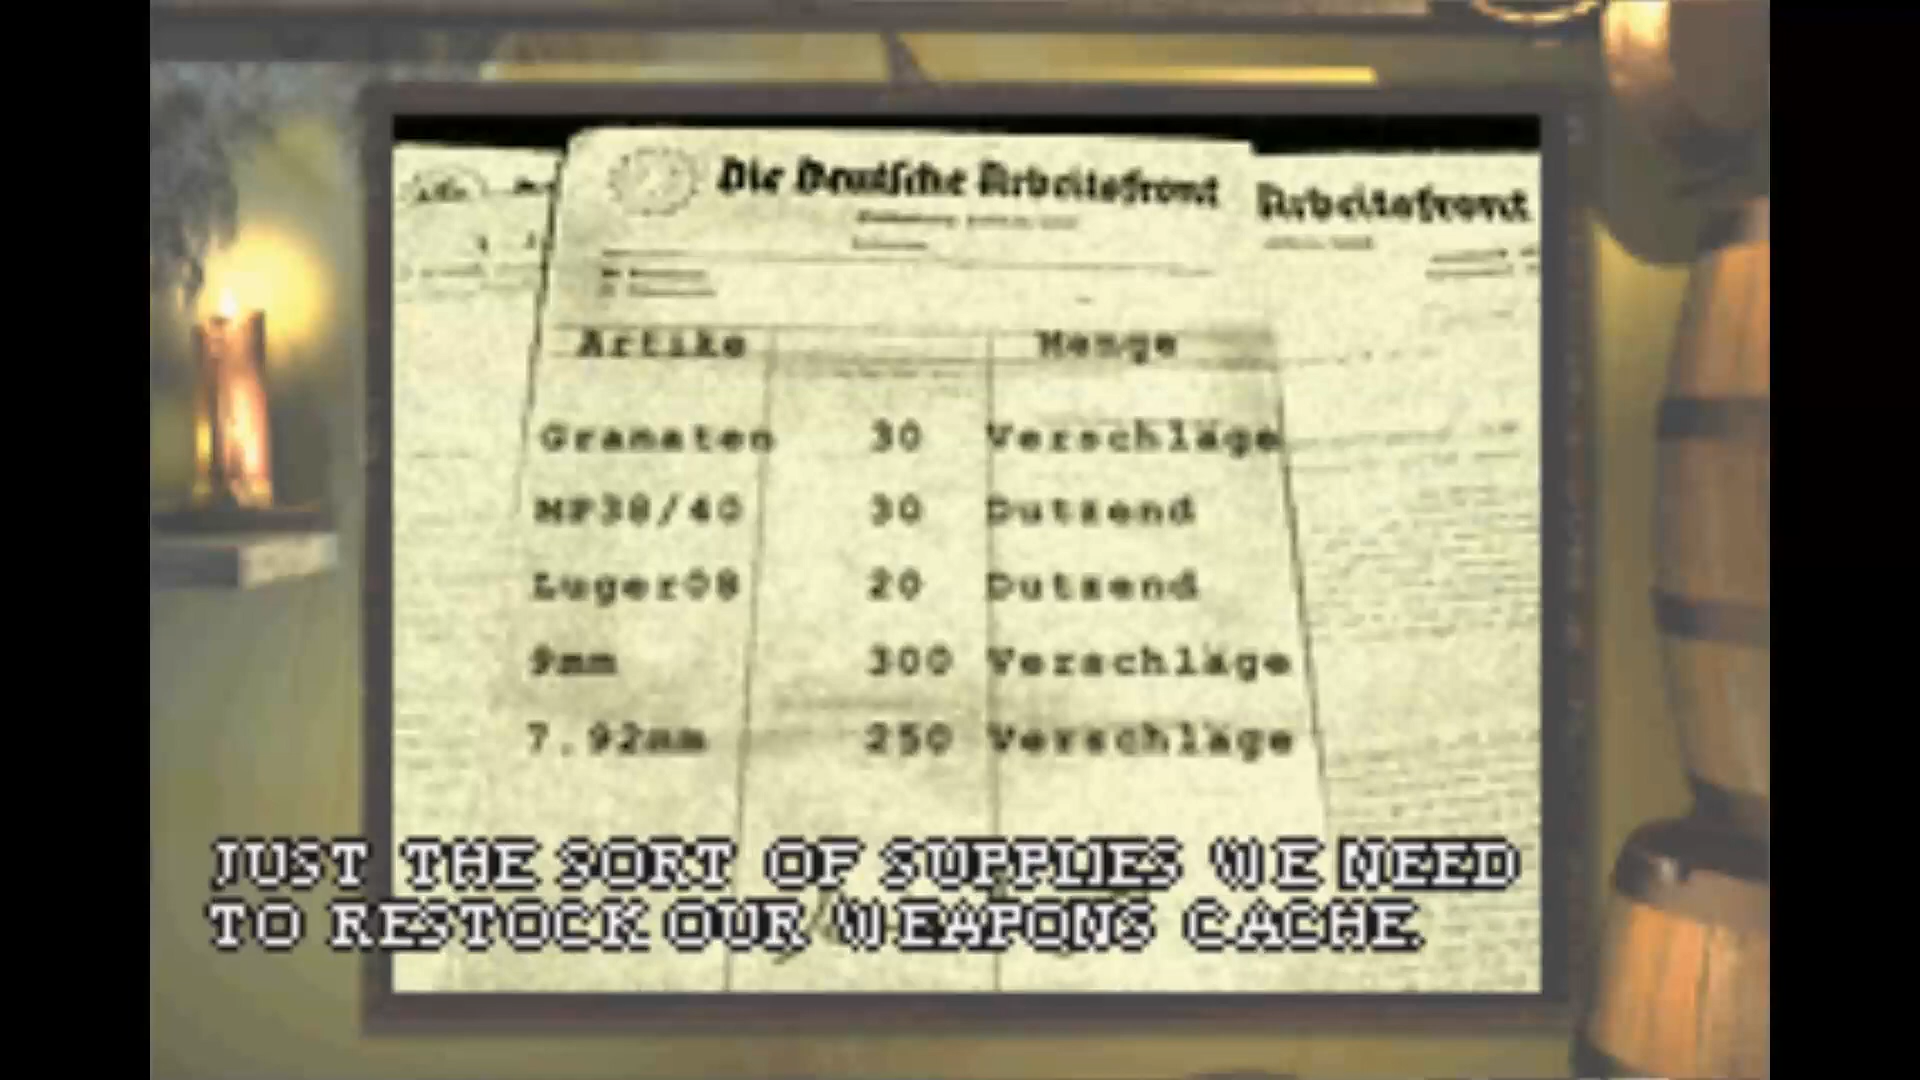 Die Deutsche Arbeitsfront
Arbeitsfront
Artike Menge
Granaten 30 Verschläge
MP38/40 30 Dutzend
Luger08 20 Dutzend
9mm 300 Verschläge
7.92mm 250 Verschläge
JUST THE SORT OF SUPPLIES WE NEED
TO RESTOCK OUR WEAPONS CACHE.